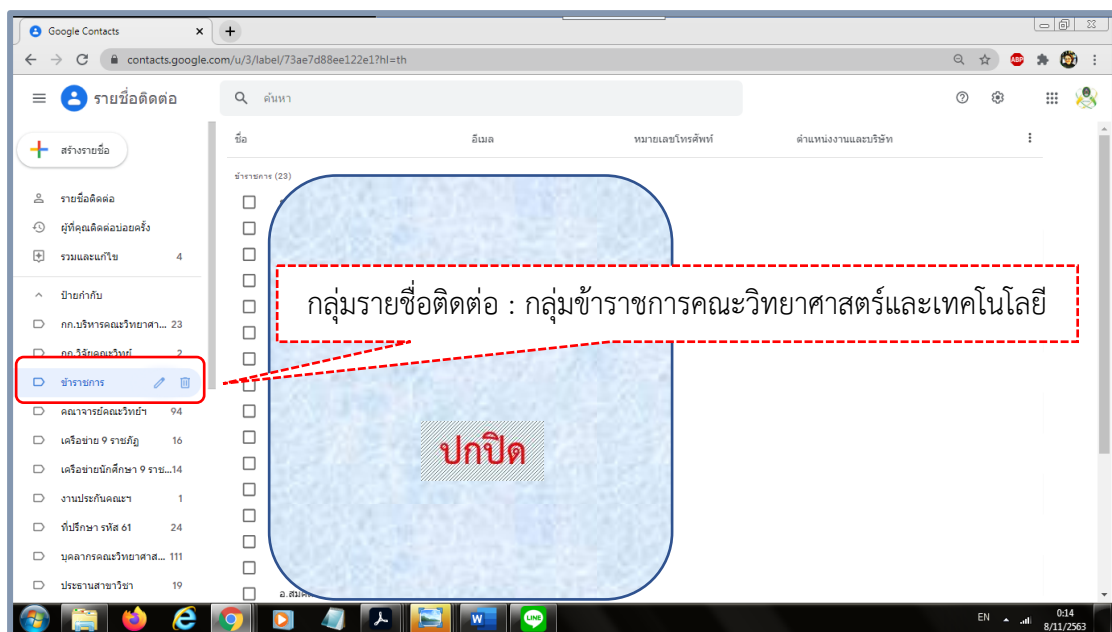 Google Contacts
contacts.google.com/u/3/label/73ae7d88ee122e1?hl=th
ABP
รายชื่อติดต่อ
ค้นหา
สร้างรายชื่อ
ชื่อ อีเมล หมายเลขโทรศัพท์ ตำแหน่งงานและบริษัท
ข้าราชการ (23)
รายชื่อติดต่อ
ผู้ที่คุณติดต่อบ่อยครั้ง
รวมและแก้ไข 4
ป้ายกำกับ
กลุ่มรายชื่อติดต่อ : กลุ่มข้าราชการคณะวิทยาศาสตร์และเทคโนโลยี
กก.บริหารคณะวิทยาศา... 23
กก.วิจัยคณะวิทย์ 2
ข้าราชการ
คณาจารย์คณะวิทย์ฯ 94
เครือข่าย 9 ราชภัฏ 16
ปกปิด
เครือข่ายนักศึกษา 9 ราช...14
งานประกันคณะฯ 1
ที่ปรึกษา รหัส 61 24
บุคลากรคณะวิทยาศาส... 111
ประธานสาขาวิชา 19
W
LINE
EN
0:14
8/11/2563